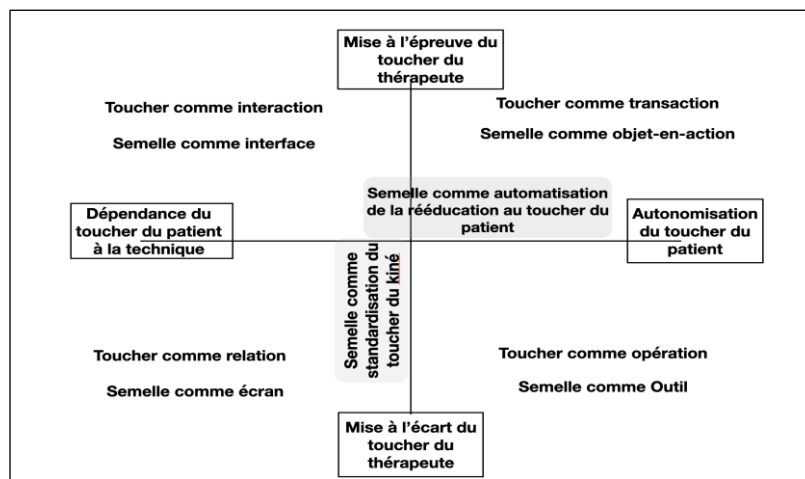 Mise à l'épreuve du
toucher du
thérapeute
Toucher comme interaction
Semelle comme interface
Toucher comme transaction
Semelle comme objet-en-action
Semelle comme automatisation
de la rééducation au toucher du
patient
Dépendance du
toucher du patient
à la technique
Autonomisation
du toucher du
patient
Semelle comme
standardisation du
toucher du kiné
Toucher comme relation
Semelle comme écran
Toucher comme opération
Semelle comme Outil
Mise à l'écart du
toucher du
thérapeute